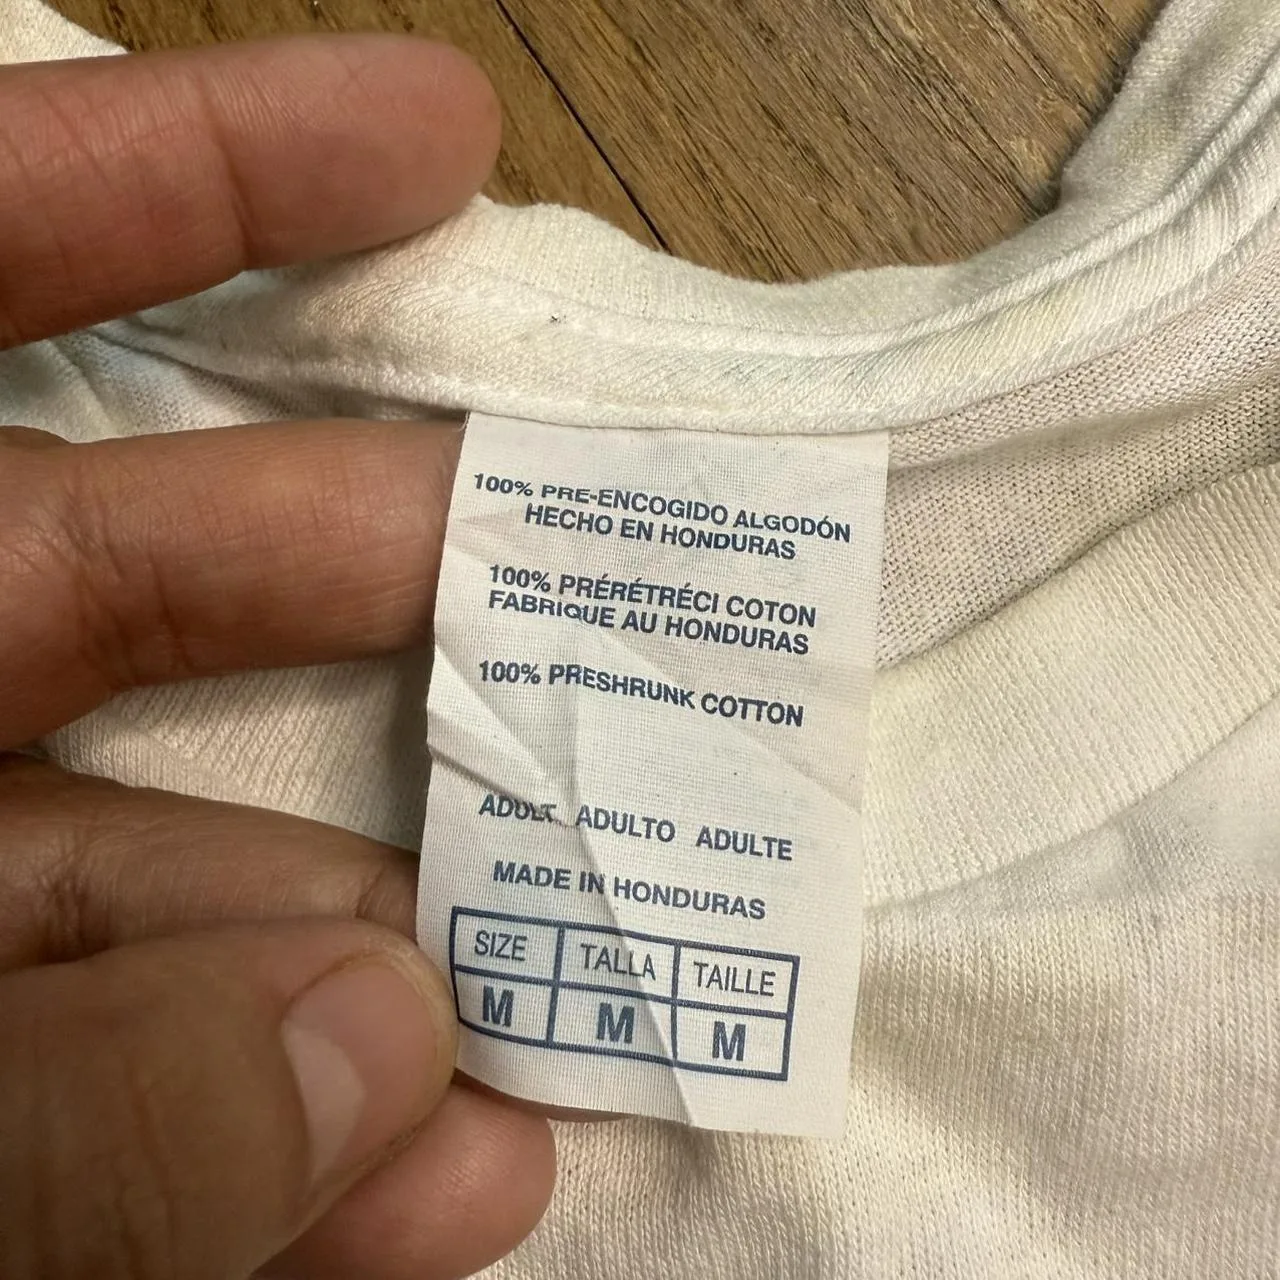 100% PRE-ENCOGIDO ALGODÓN
HECHO EN HONDURAS
100% PRÉRÉTRÉCI COTON
FABRIQUE AU HONDURAS
100% PRESHRUNK COTTON
ADULT ADULTO ADULTE
MADE IN HONDURAS
SIZE TALLA TAILLE
M M M